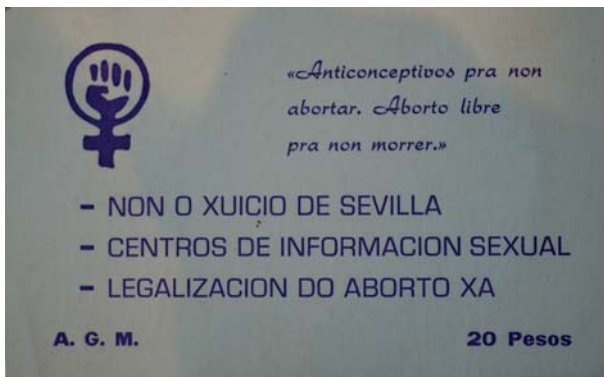 «Anticonceptivos pra non
abortar. Aborto libre
pra non morrer.»
- NON O XUICIO DE SEVILLA
- CENTROS DE INFORMACION SEXUAL
- LEGALIZACION DO ABORTO XA
A. G. M.
20 Pesos